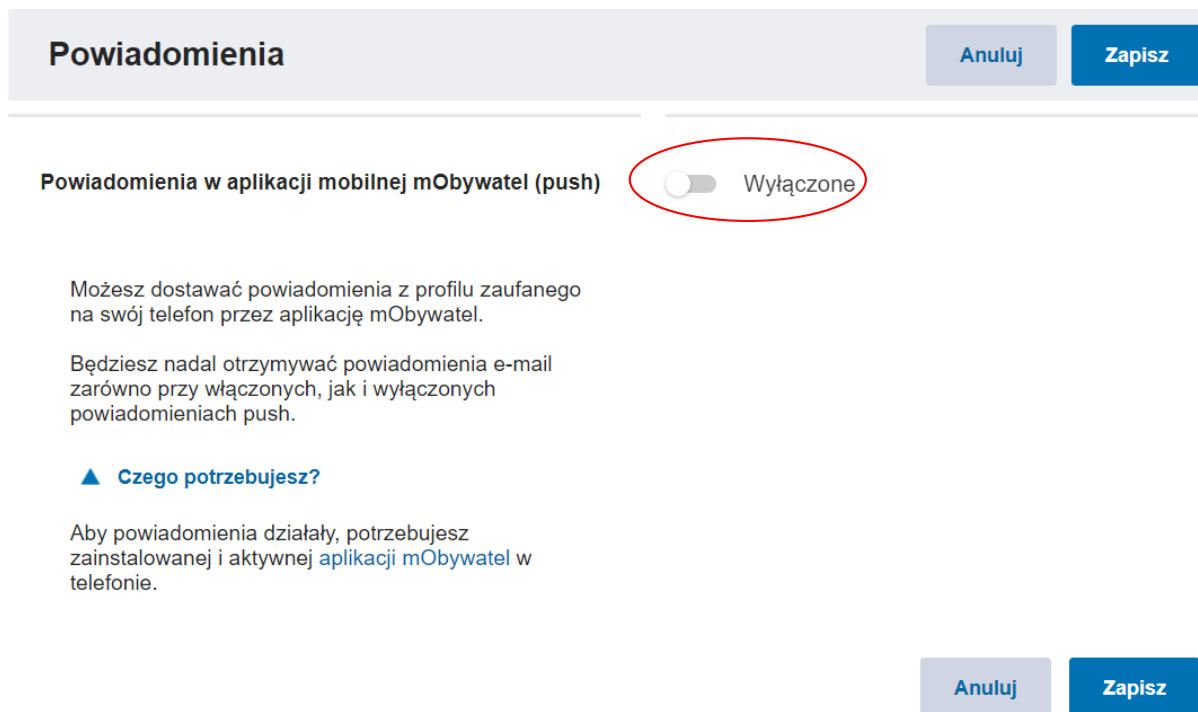 Powiadomienia
Anuluj
Zapisz
Powiadomienia w aplikacji mobilnej mObywatel (push)
Wyłączone
Możesz dostawać powiadomienia z profilu zaufanego
na swój telefon przez aplikację mObywatel.
Będziesz nadal otrzymywać powiadomienia e-mail
zarówno przy włączonych, jak i wyłączonych
powiadomieniach push.
Czego potrzebujesz?
Aby powiadomienia działały, potrzebujesz
zainstalowanej i aktywnej aplikacji mObywatel w
telefonie.
Anuluj
Zapisz